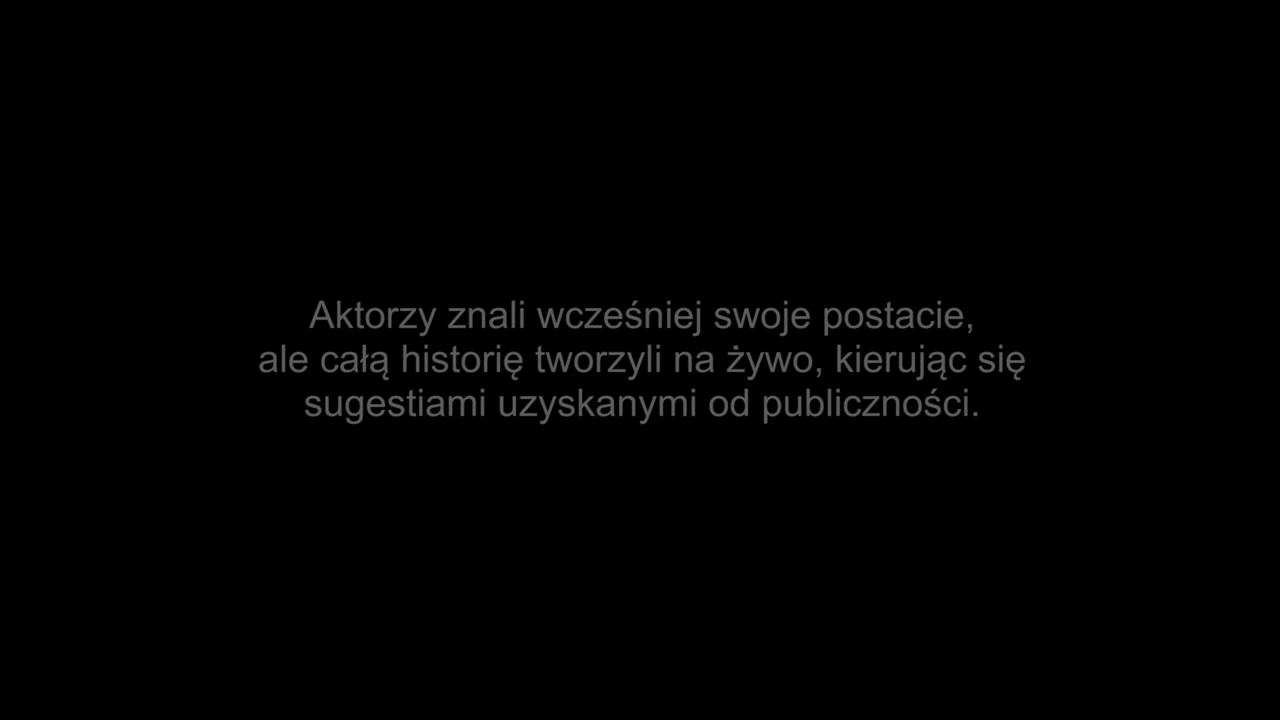 Aktorzy znali wcześniej swoje postacie,
ale całą historię tworzyli na żywo, kierując się
sugestiami uzyskanymi od publiczności.